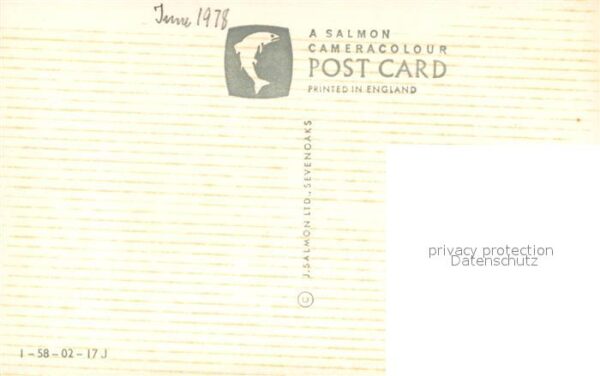 June 1978
A SALMON
CAMERACOLOUR
POST CARD
PRINTED IN ENGLAND
© J. SALMON LTD., SEVENOAKS
privacy protection
Datenschutz
1 – 58 – 02 – 17 J